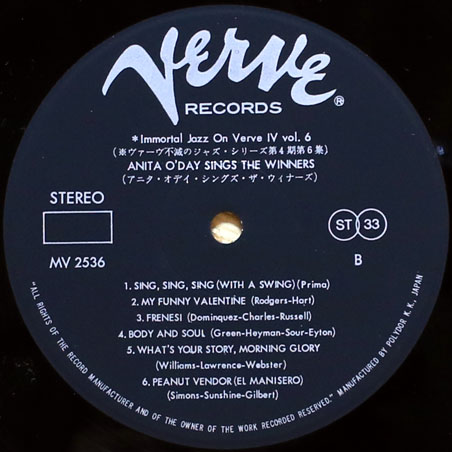 Verve
RECORDS
®
*Immortal Jazz On Verve IV vol. 6
(※ヴァーヴ不滅のジャズ・シリーズ第4期第6集)
ANITA O'DAY SINGS THE WINNERS
(アニタ・オデイ・シングズ・ザ・ウィナーズ)
STEREO
ST 33
MV 2536
B
1. SING, SING, SING (WITH A SWING) (Prima)
2. MY FUNNY VALENTINE (Rodgers-Hart)
3. FRENESI (Dominquez-Charles-Russell)
4. BODY AND SOUL (Green-Heyman-Sour-Eyton)
5. WHAT'S YOUR STORY, MORNING GLORY
(Williams-Lawrence-Webster)
6. PEANUT VENDOR (EL MANISERO)
(Simons-Sunshine-Gilbert)
"ALL RIGHTS OF THE RECORD MANUFACTURER AND OF THE OWNER OF THE WORK RECORDED RESERVED." MANUFACTURED BY POLYDOR K. K., JAPAN